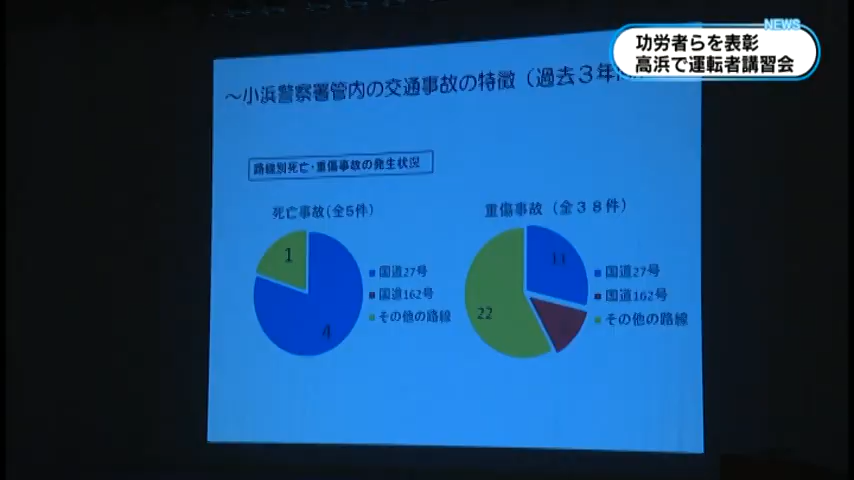 NEWS
功労者らを表彰
高浜で運転者講習会
～小浜警察署管内の交通事故の特徴（過去３年
路線別死亡・重傷事故の発生状況
死亡事故(全5件)
1
4
国道27号
国道162号
その他の路線
重傷事故（全３８件）
11
22
国道27号
国道162号
その他の路線